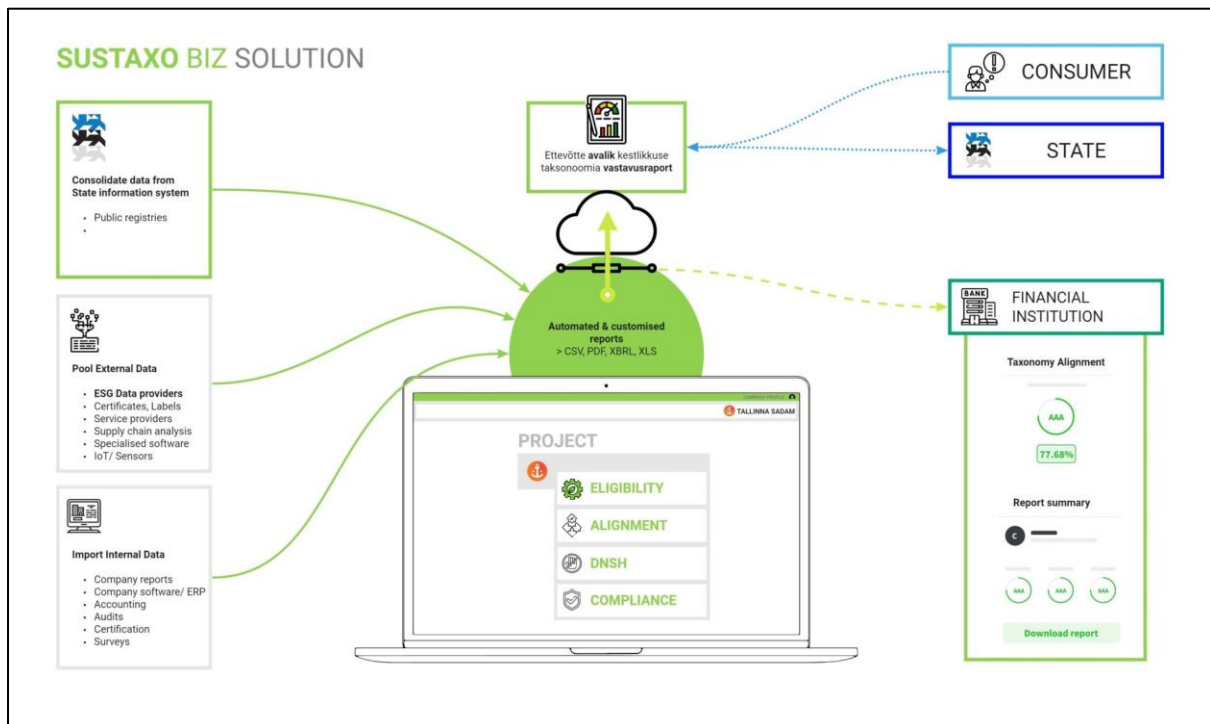 SUSTAXO BIZ SOLUTION
Consolidate data from
State information system
• Public registries
•
Pool External Data
• ESG Data providers
• Certificates, Labels
• Service providers
• Supply chain analysis
• Specialised software
• IoT/ Sensors
Import Internal Data
• Company reports
• Company software/ ERP
• Accounting
• Audits
• Certification
• Surveys
Ettevõtte avalik kestlikkuse
taksonoomia vastavusraport
Automated & customised
reports
> CSV, PDF, XBRL, XLS
COMPANY PROFILE
TALLINNA SADAM
PROJECT
ELIGIBILITY
ALIGNMENT
DNSH
COMPLIANCE
CONSUMER
STATE
BANK
FINANCIAL
INSTITUTION
Taxonomy Alignment
AAA
77.68%
Report summary
C
AAA AAA AAA
Download report